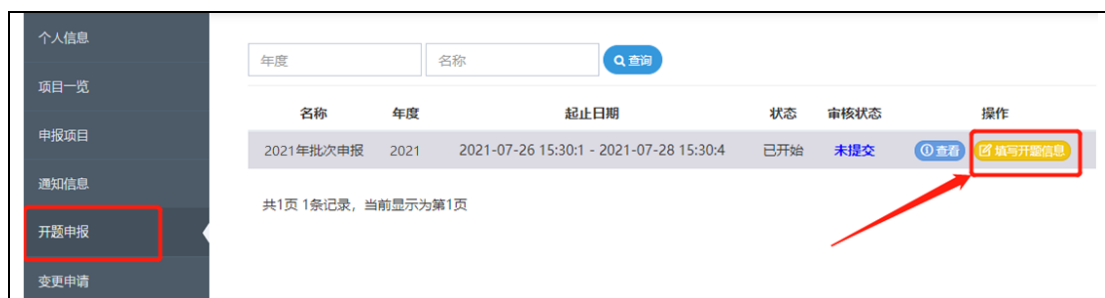 个人信息
项目一览
申报项目
通知信息
开题申报
变更申请
年度 名称 查询
名称 年度 起止日期 状态 审核状态 操作
2021年批次申报 2021 2021-07-26 15:30:1 - 2021-07-28 15:30:4 已开始 未提交 查看 填写开题信息
共1页 1条记录，当前显示为第1页